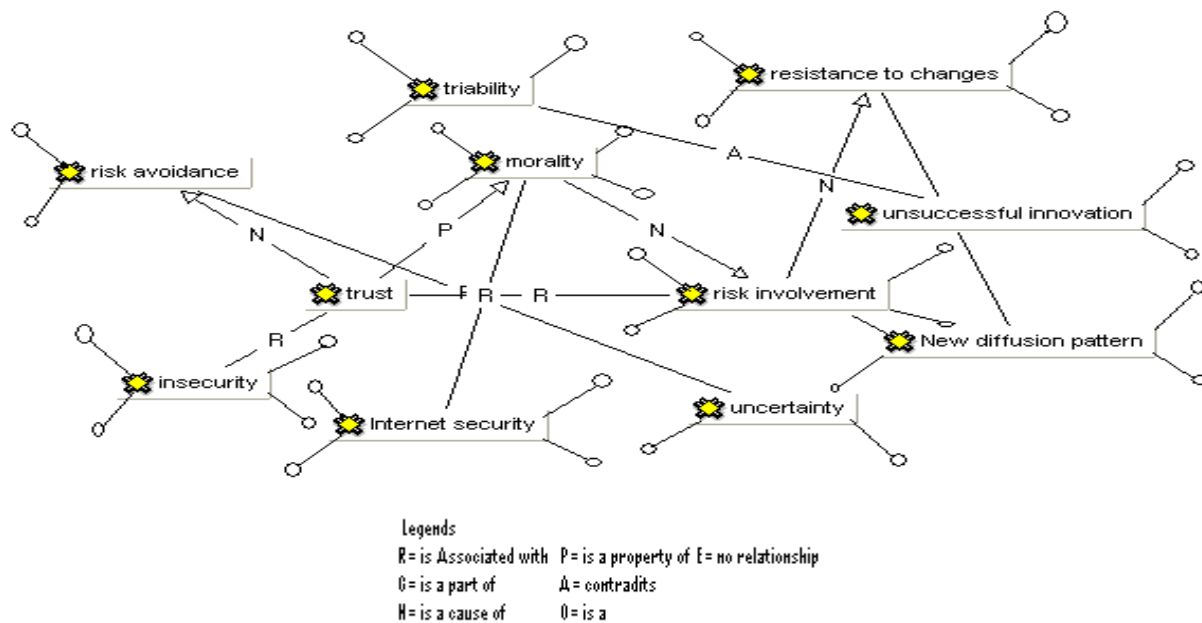 resistance to changes
triability
A
morality
risk avoidance
N
unsuccessful innovation
P
N
N
trust
R
R
risk involvement
R
New diffusion pattern
insecurity
uncertainty
Internet security
Legends
R= is Associated with P= is a property of E= no relationship
G= is a part of A= contradits
N= is a cause of O= is a